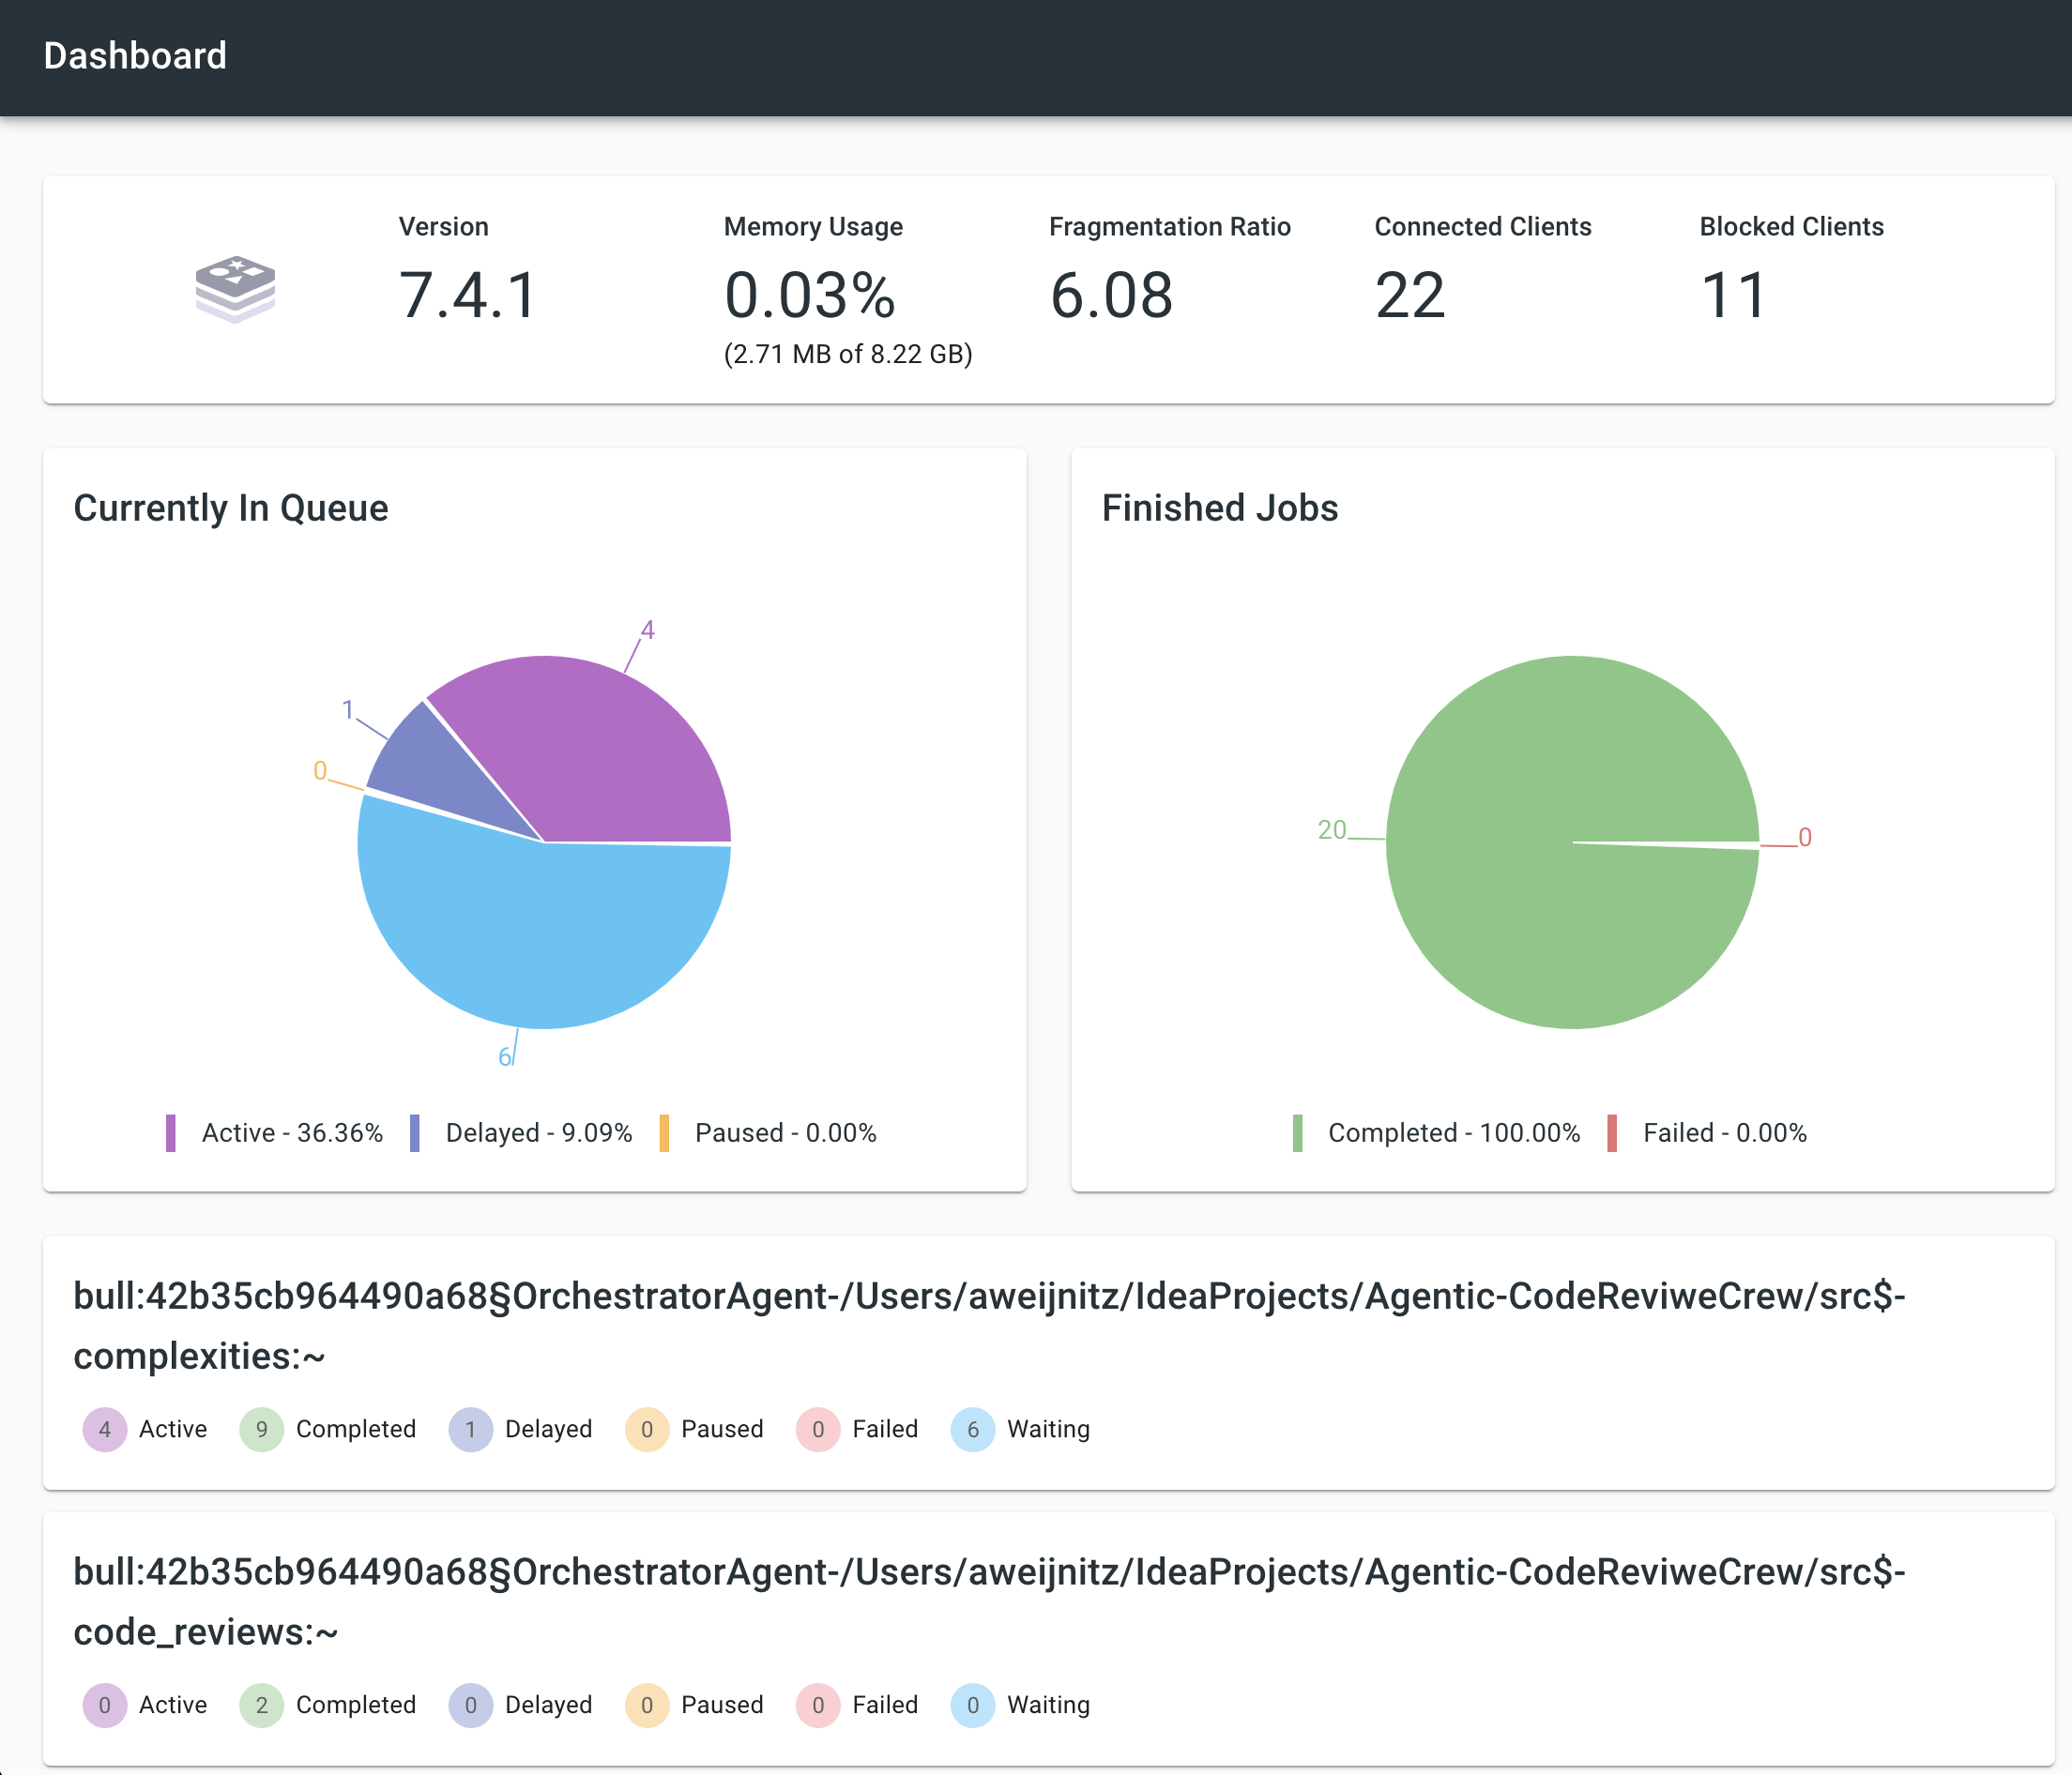 Dashboard
Version
7.4.1
Memory Usage
0.03%
(2.71 MB of 8.22 GB)
Fragmentation Ratio
6.08
Connected Clients
22
Blocked Clients
11
Currently In Queue
4
1
0
6
Active - 36.36%
Delayed - 9.09%
Paused - 0.00%
Finished Jobs
20
0
Completed - 100.00%
Failed - 0.00%
bull:42b35cb964490a68§OrchestratorAgent-/Users/aweijnitz/IdeaProjects/Agentic-CodeReviweCrew/src$-
complexities:~
4 Active 9 Completed 1 Delayed 0 Paused 0 Failed 6 Waiting
bull:42b35cb964490a68§OrchestratorAgent-/Users/aweijnitz/IdeaProjects/Agentic-CodeReviweCrew/src$-
code_reviews:~
0 Active 2 Completed 0 Delayed 0 Paused 0 Failed 0 Waiting